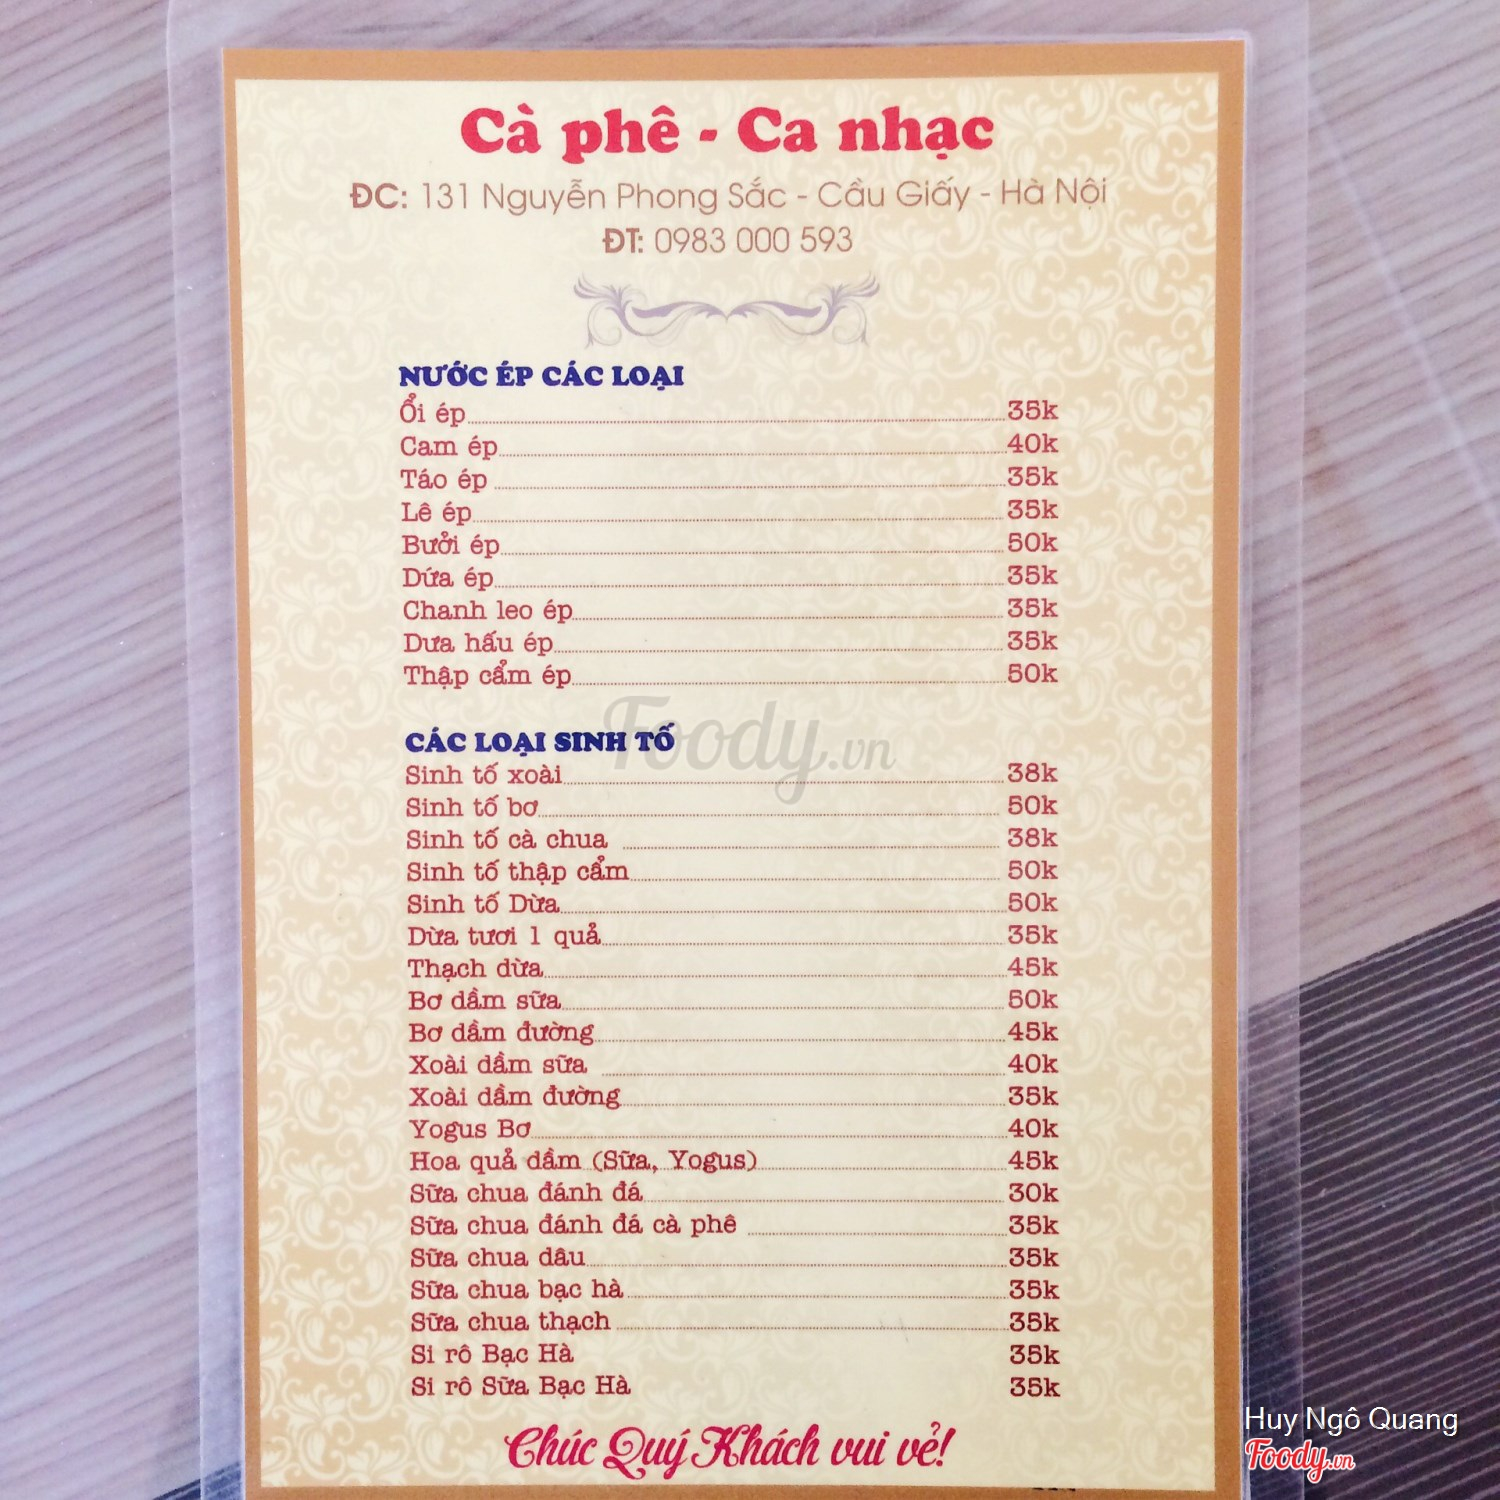 Cà phê - Ca nhạc
ĐC: 131 Nguyễn Phong Sắc - Cầu Giấy - Hà Nội
ĐT: 0983 000 593
NƯỚC ÉP CÁC LOẠI
Ổi ép 35k
Cam ép 40k
Táo ép 35k
Lê ép 35k
Bưởi ép 50k
Dứa ép 35k
Chanh leo ép 35k
Dưa hấu ép 35k
Thập cẩm ép 50k
Foody.vn
CÁC LOẠI SINH TỐ
Sinh tố xoài 38k
Sinh tố bơ 50k
Sinh tố cà chua 38k
Sinh tố thập cẩm 50k
Sinh tố Dừa 50k
Dừa tươi 1 quả 35k
Thạch dừa 45k
Bơ dầm sữa 50k
Bơ dầm đường 45k
Xoài dầm sữa 40k
Xoài dầm đường 35k
Yogus Bơ 40k
Hoa quả dầm (Sữa, Yogus) 45k
Sữa chua đánh đá 30k
Sữa chua đánh đá cà phê 35k
Sữa chua dâu 35k
Sữa chua bạc hà 35k
Sữa chua thạch 35k
Si rô Bạc Hà 35k
Si rô Sữa Bạc Hà 35k
Chúc Quý Khách vui vẻ!
Huy Ngô Quang
Foody.vn